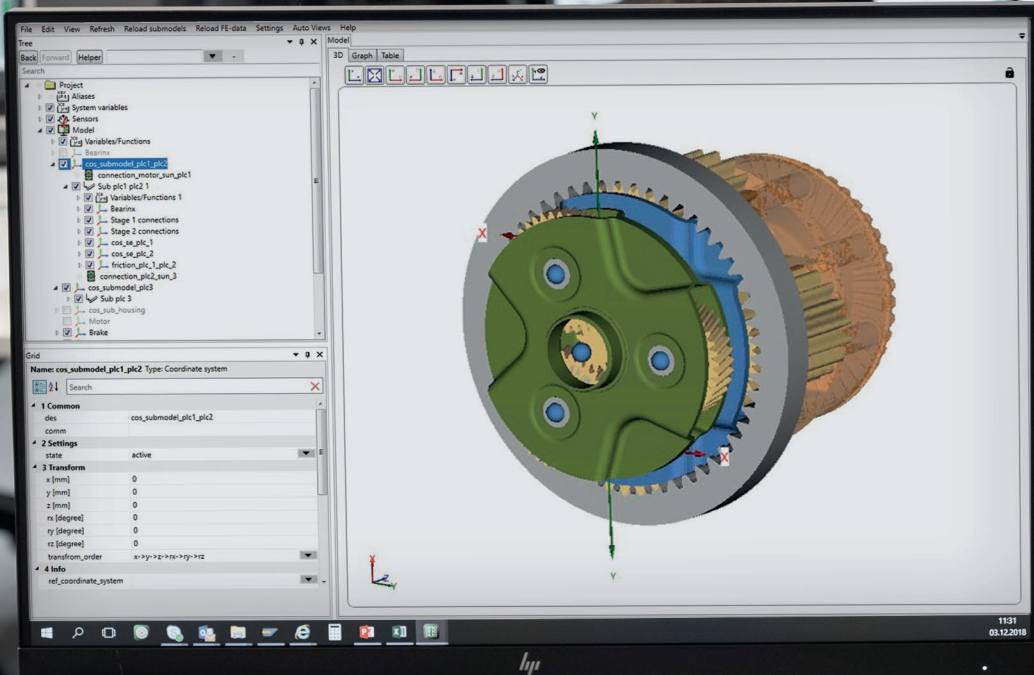 File Edit View Refresh Reload submodels Reload FE-data Settings Auto Views Help
Tree
Back Forward Helper
Search
Project
Aliases
System variables
Sensors
Model
Variables/Functions
Bearinx
cos_submodel_plc1_plc2
connection_motor_sun_plc1
Sub plc1 plc2 1
Variables/Functions 1
Bearinx
Stage 1 connections
Stage 2 connections
cos_se_plc_1
cos_se_plc_2
friction_plc_1_plc_2
connection_plc2_sun_3
cos_submodel_plc3
Sub plc 3
cos_sub_housing
Motor
Brake
Grid
Name: cos_submodel_plc1_plc2 Type: Coordinate system
Search
1 Common
des cos_submodel_plc1_plc2
comm
2 Settings
state active
3 Transform
x [mm] 0
y [mm] 0
z [mm] 0
rx [degree] 0
ry [degree] 0
rz [degree] 0
transfrom_order x->y->z->rx->ry->rz
4 Info
ref_coordinate_system
Model
3D Graph Table
Y
X
X
Y
X
Z
Y
11:31
03.12.2018
hp